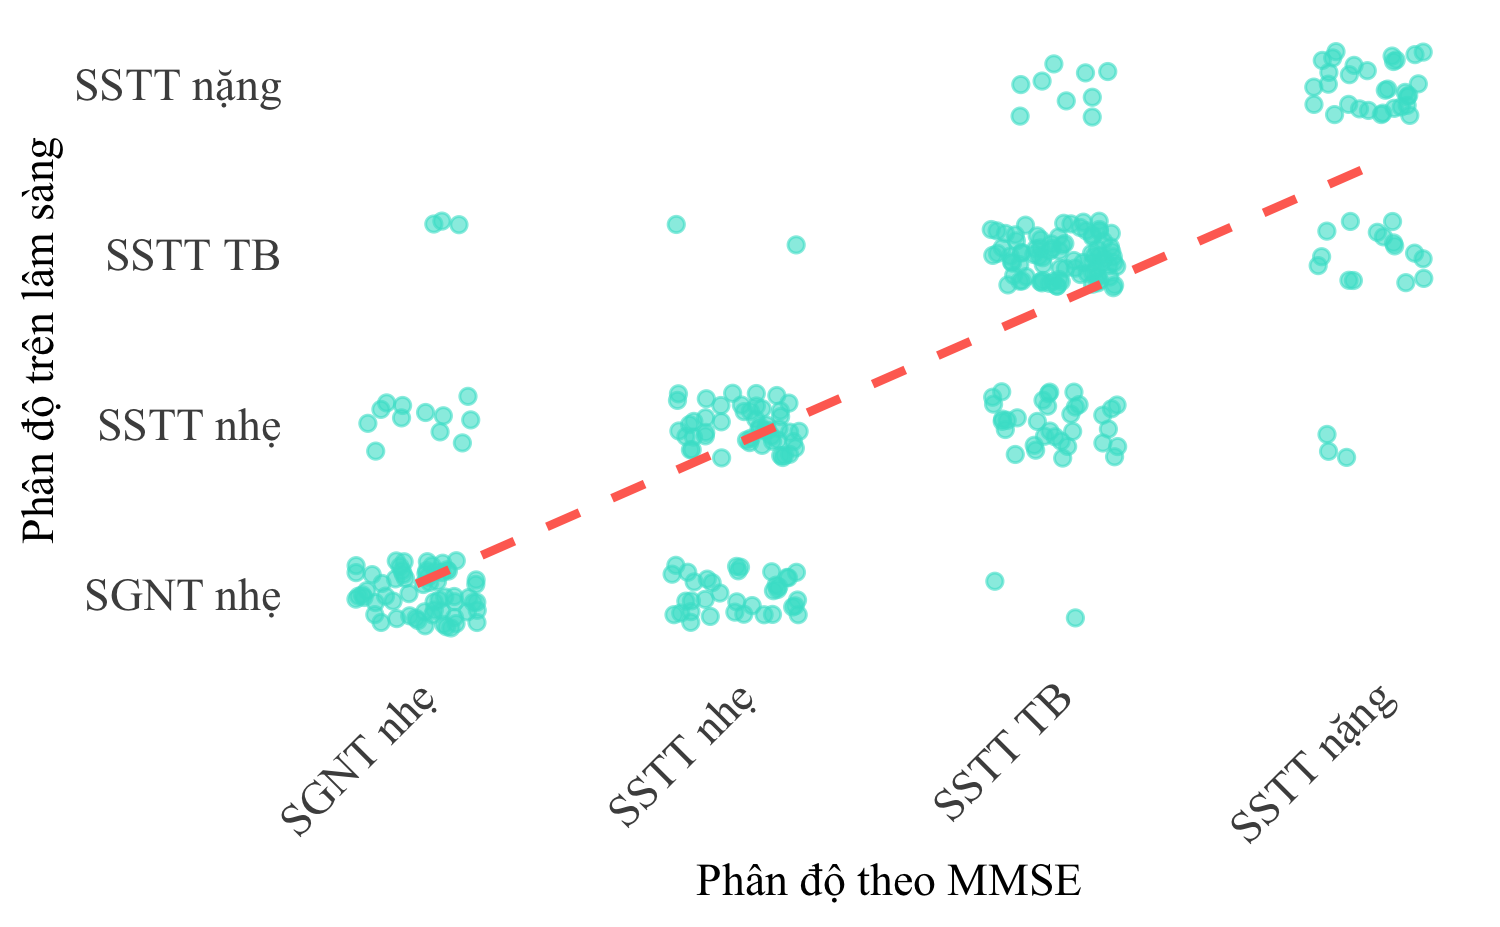 Phân độ trên lâm sàng
SSTT nặng
SSTT TB
SSTT nhẹ
SGNT nhẹ
SGNT nhẹ
SSTT nhẹ
SSTT TB
SSTT nặng
Phân độ theo MMSE